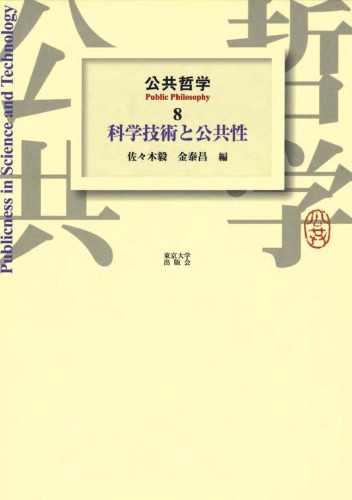 公共哲学
Public Philosophy
8
科学技術と公共性
佐々木毅 金泰昌 編
Publicness in Science and Technology
公共
哲学
公共
東京大学
出版会